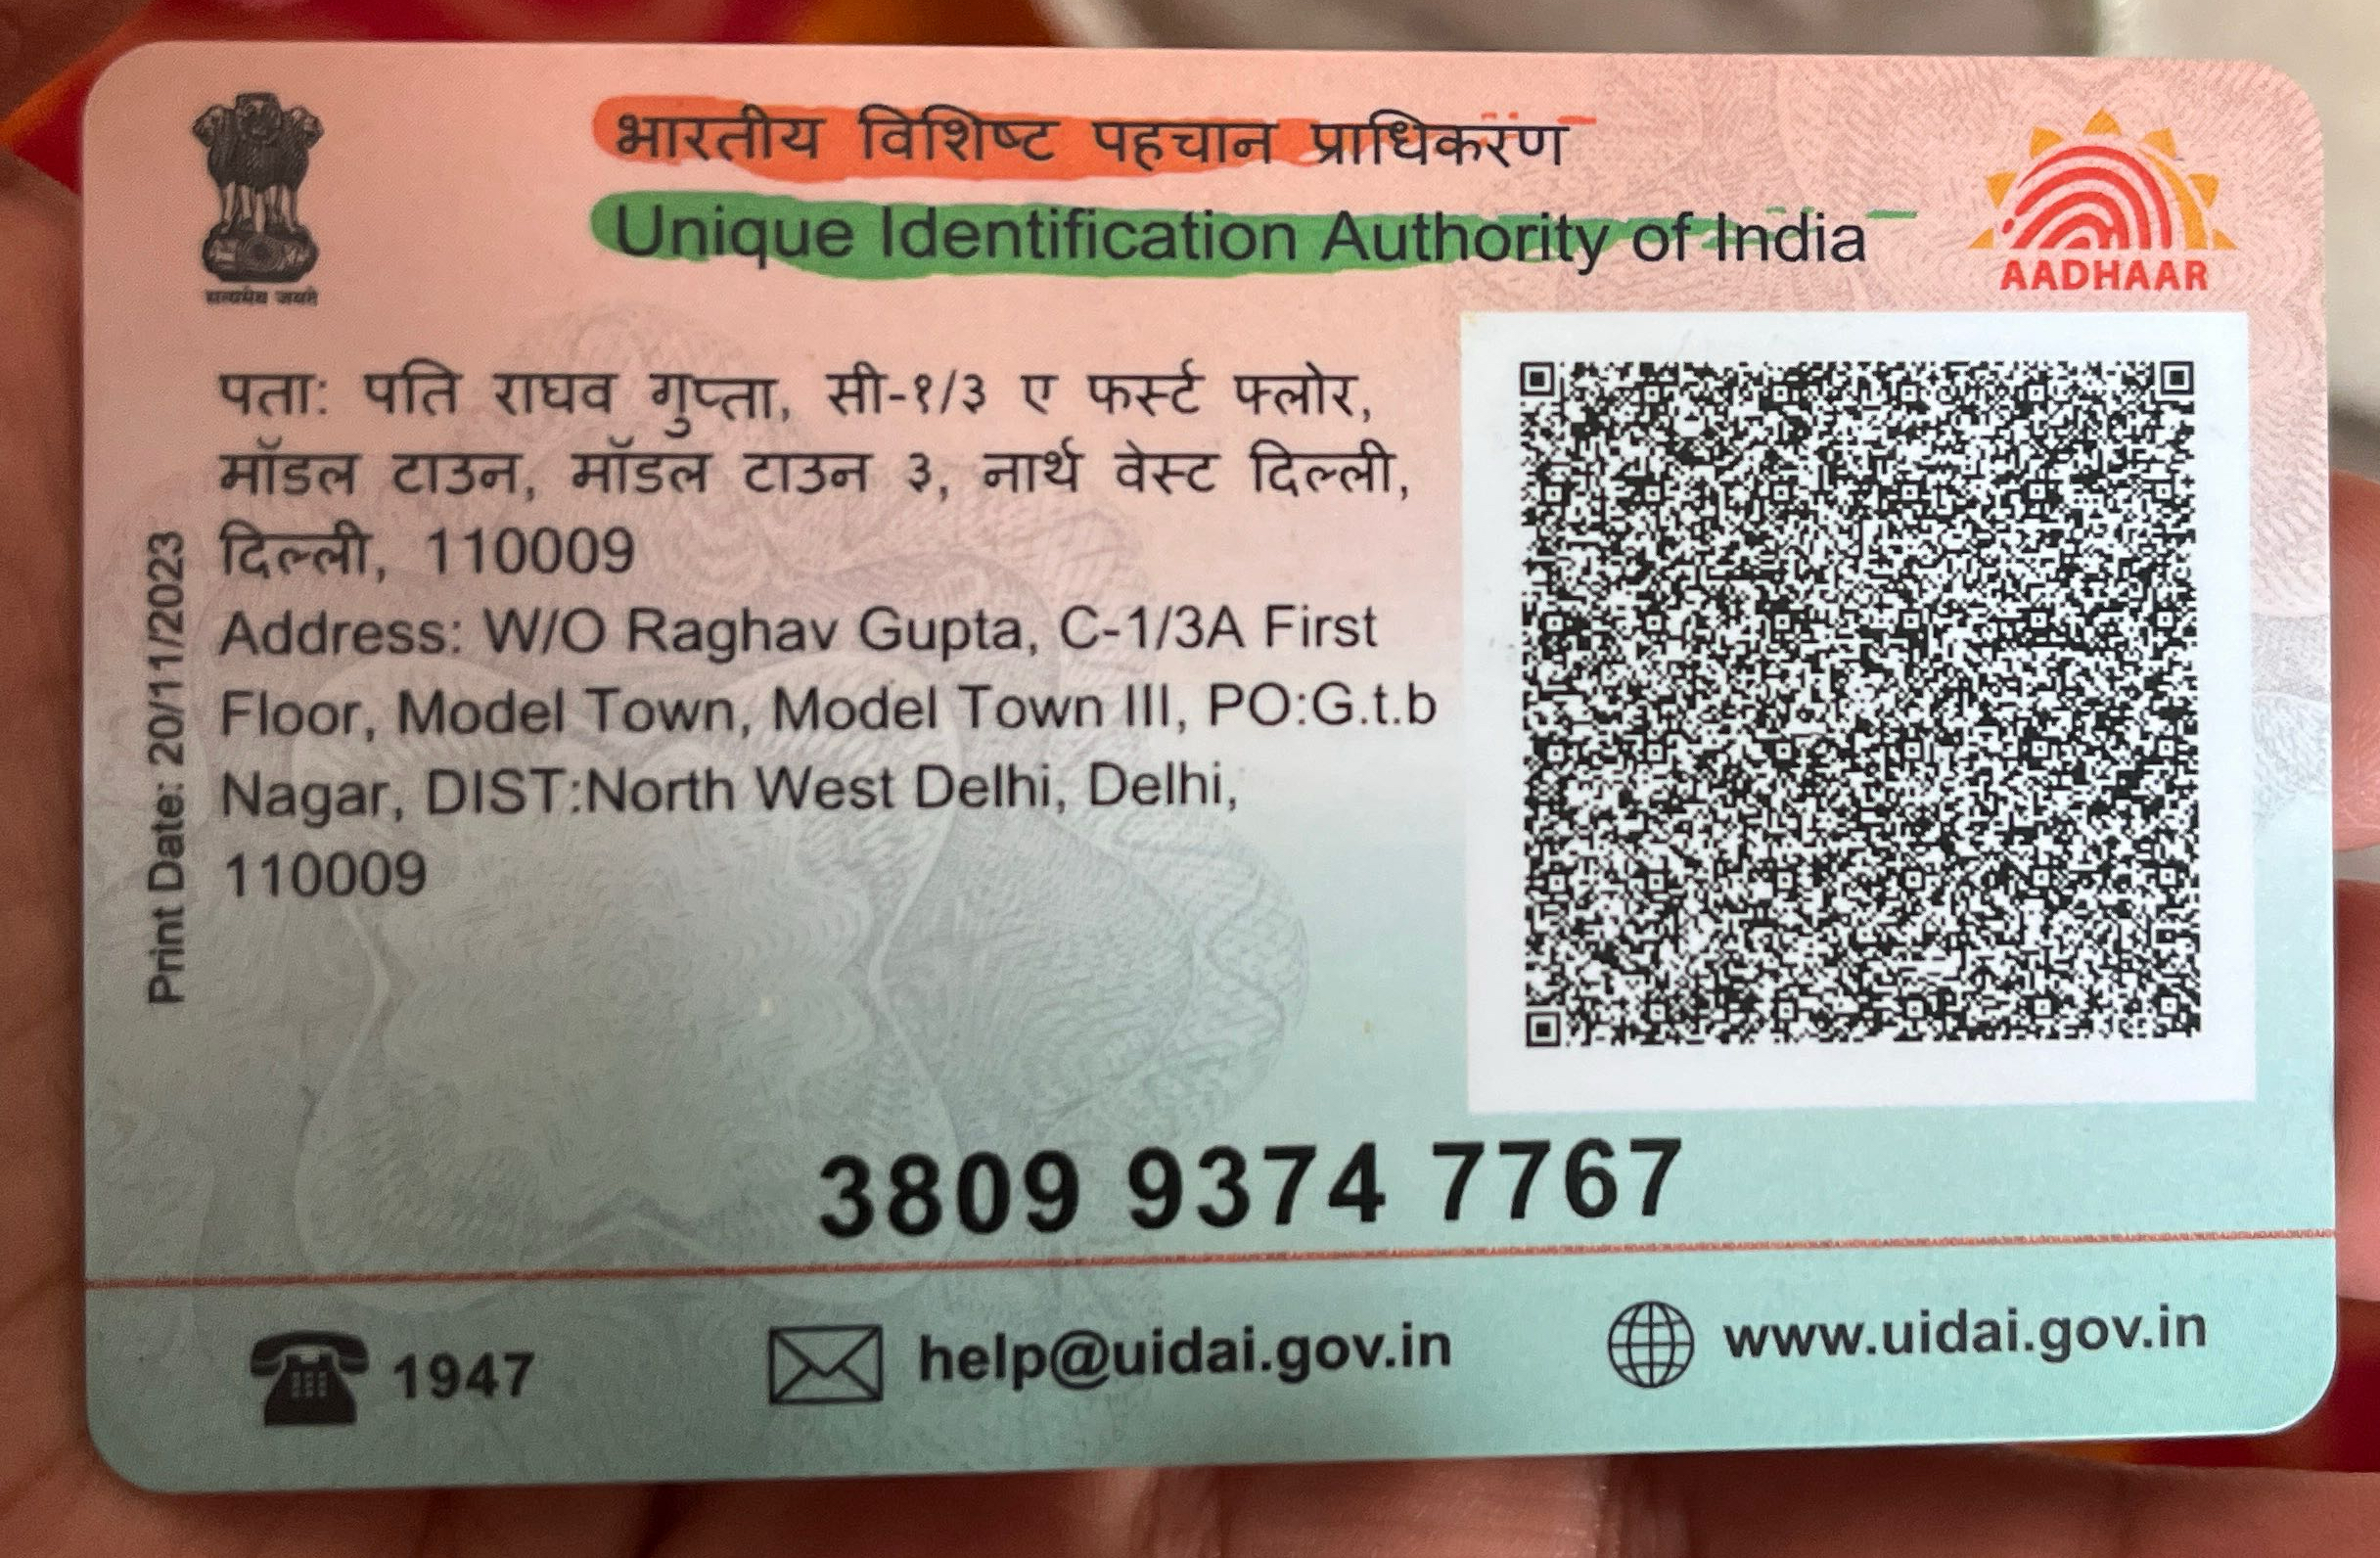 भारतीय विशिष्ट पहचान प्राधिकरण
Unique Identification Authority of India
AADHAAR
सत्यमेव जयते
पता: पति राघव गुप्ता, सी-१/३ ए फर्स्ट फ्लोर,
मॉडल टाउन, मॉडल टाउन ३, नार्थ वेस्ट दिल्ली,
दिल्ली, 110009
Address: W/O Raghav Gupta, C-1/3A First
Floor, Model Town, Model Town III, PO:G.t.b
Nagar, DIST:North West Delhi, Delhi,
110009
Print Date: 20/11/2023
3809 9374 7767
1947
help@uidai.gov.in
www.uidai.gov.in